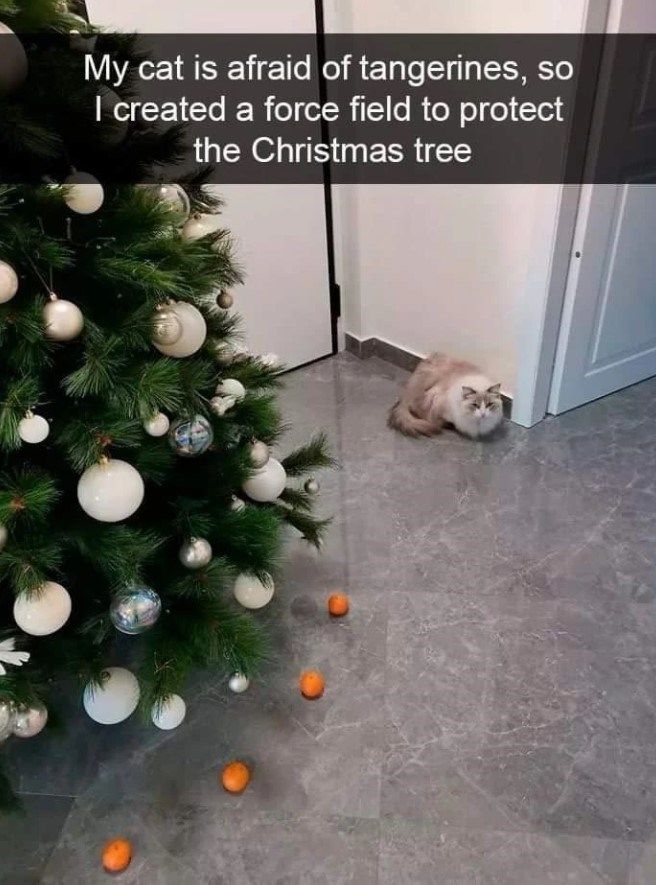 My cat is afraid of tangerines, so
I created a force field to protect
the Christmas tree